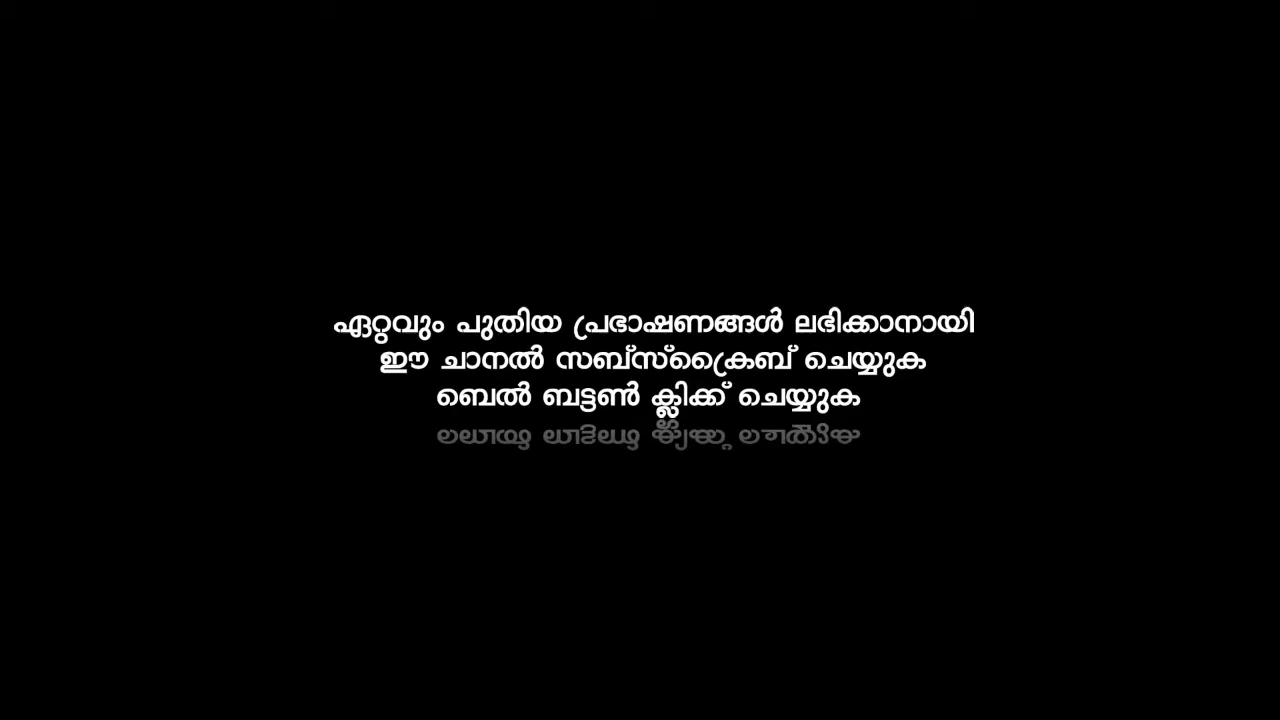 ഏറ്റവും പുതിയ പ്രഭാഷണങ്ങൾ ലഭിക്കാനായി
ഈ ചാനൽ സബ്സ്ക്രൈബ് ചെയ്യുക
ബെൽ ബട്ടൺ ക്ലിക്ക് ചെയ്യുക